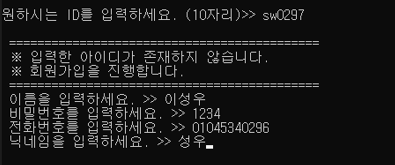 원하시는 ID를 입력하세요. (10자리)>> sw0297
==========================================
※ 입력한 아이디가 존재하지 않습니다.
※ 회원가입을 진행합니다.
==========================================
이름을 입력하세요. >> 이성우
비밀번호를 입력하세요. >> 1234
전화번호를 입력하세요. >> 01045340296
닉네임을 입력하세요. >> 성우